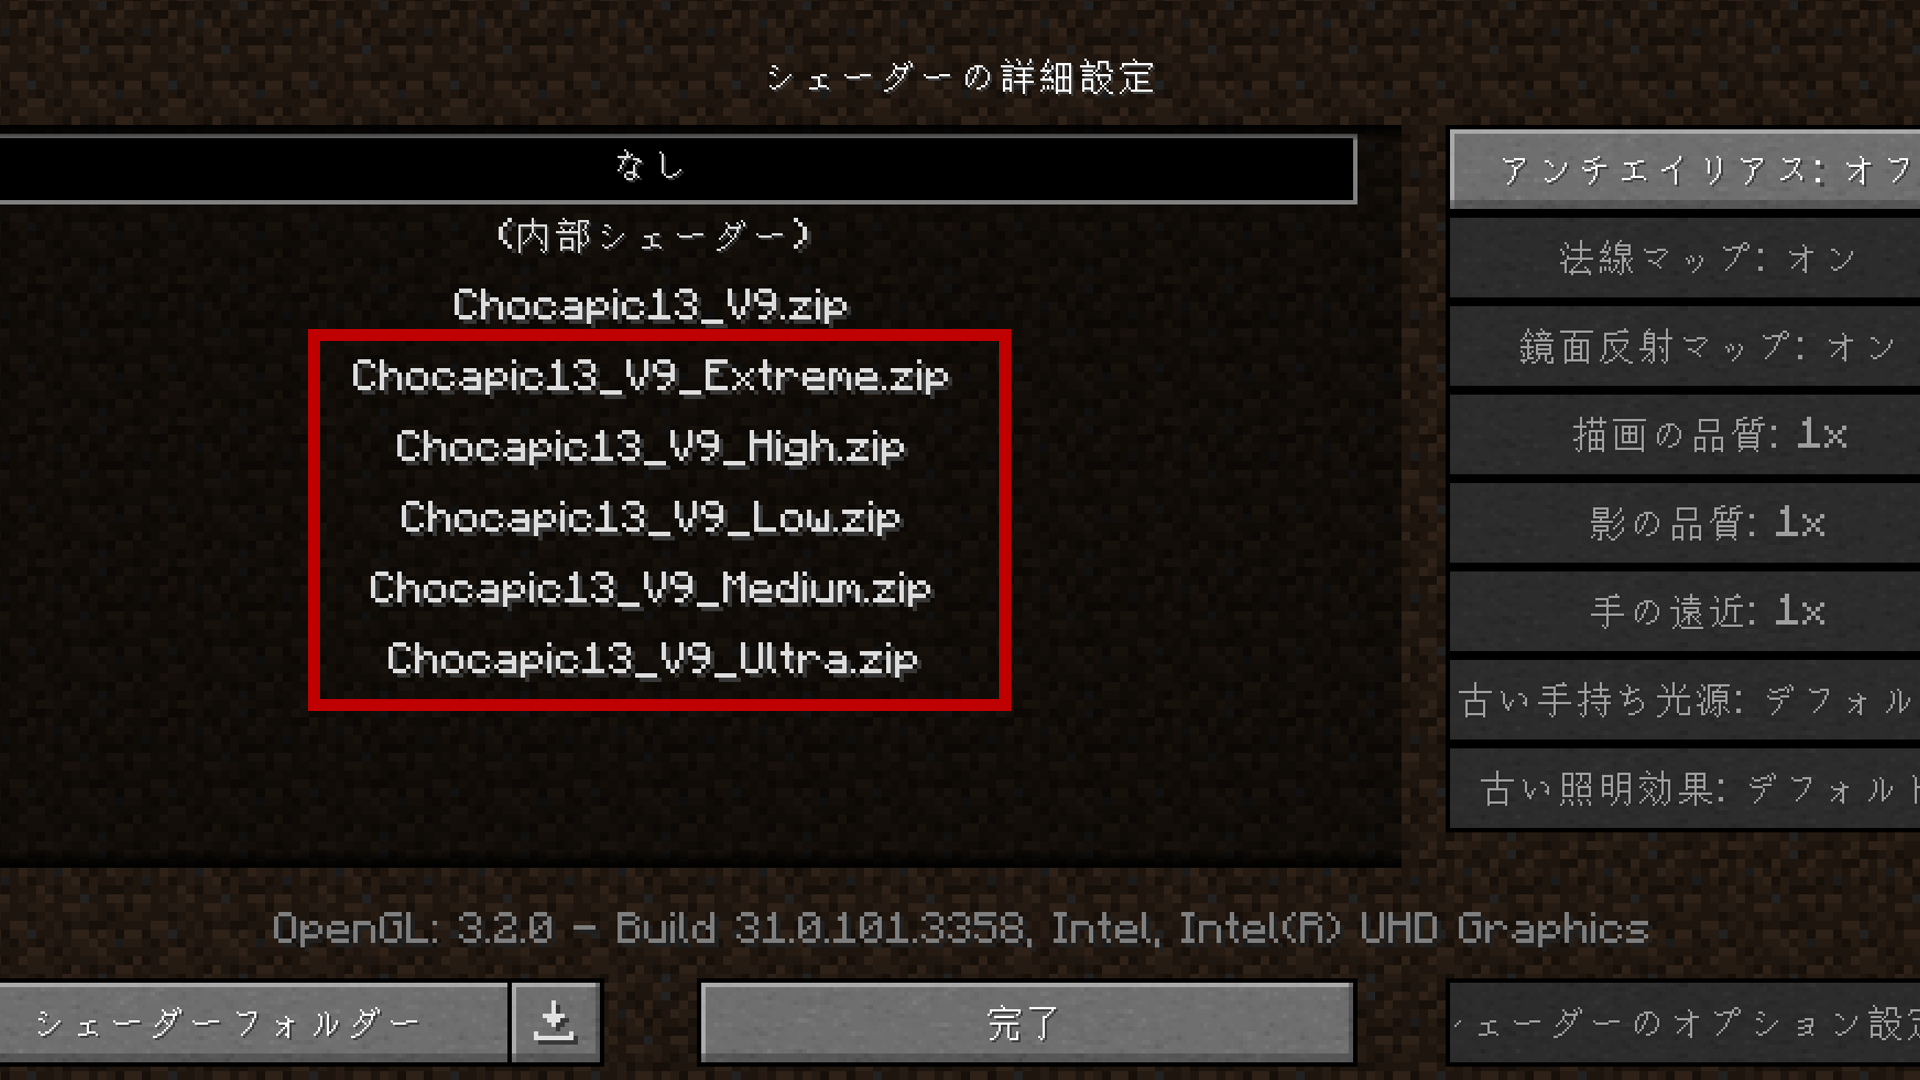 シェーダーの詳細設定
なし
(内部シェーダー)
Chocapic13_V9.zip
Chocapic13_V9_Extreme.zip
Chocapic13_V9_High.zip
Chocapic13_V9_Low.zip
Chocapic13_V9_Medium.zip
Chocapic13_V9_Ultra.zip
アンチエイリアス: オフ
法線マップ: オン
鏡面反射マップ: オン
描画の品質: 1x
影の品質: 1x
手の遠近: 1x
古い手持ち光源: デフォル
古い照明効果: デフォルト
OpenGL: 3.2.0 - Build 31.0.101.3358, Intel, Intel(R) UHD Graphics
シェーダーフォルダー
完了
ェーダーのオプション設定